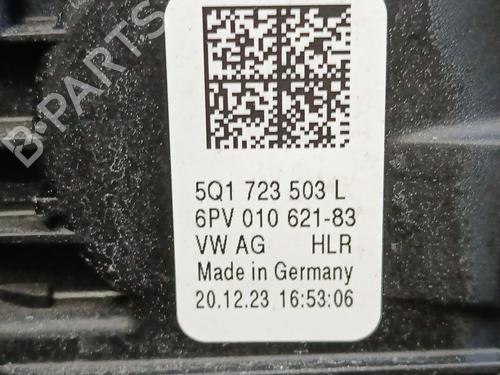 B-PARTS
5Q1 723 503 L
6PV 010 621-83
VW AG HLR
Made in Germany
20.12.23 16:53:06